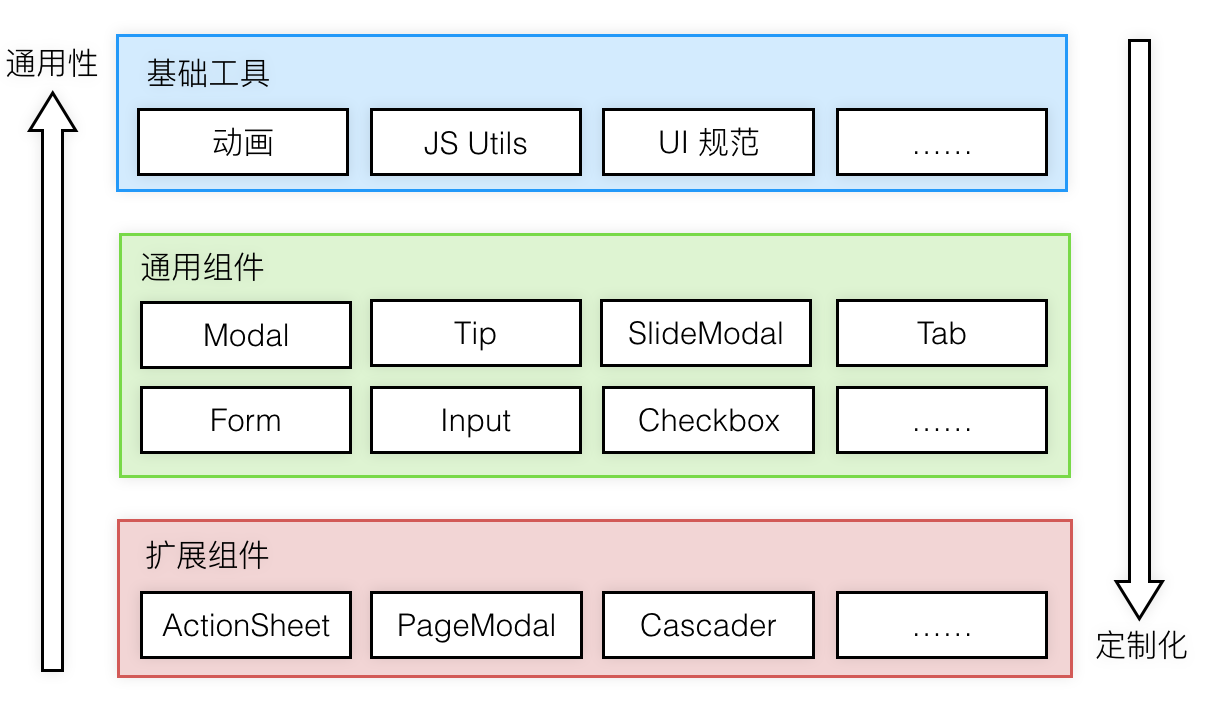 通用性
基础工具
动画
JS Utils
UI 规范
……
通用组件
Modal
Tip
SlideModal
Tab
Form
Input
Checkbox
……
扩展组件
ActionSheet
PageModal
Cascader
……
定制化